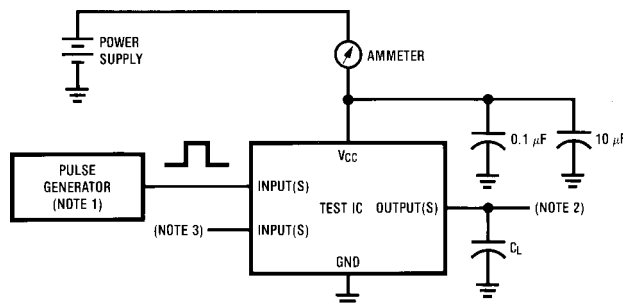 POWER
SUPPLY
AMMETER
0.1 μF
10 μF
VCC
PULSE
GENERATOR
(NOTE 1)
INPUT(S)
TEST IC
OUTPUT(S)
(NOTE 2)
(NOTE 3)
INPUT(S)
CL
GND